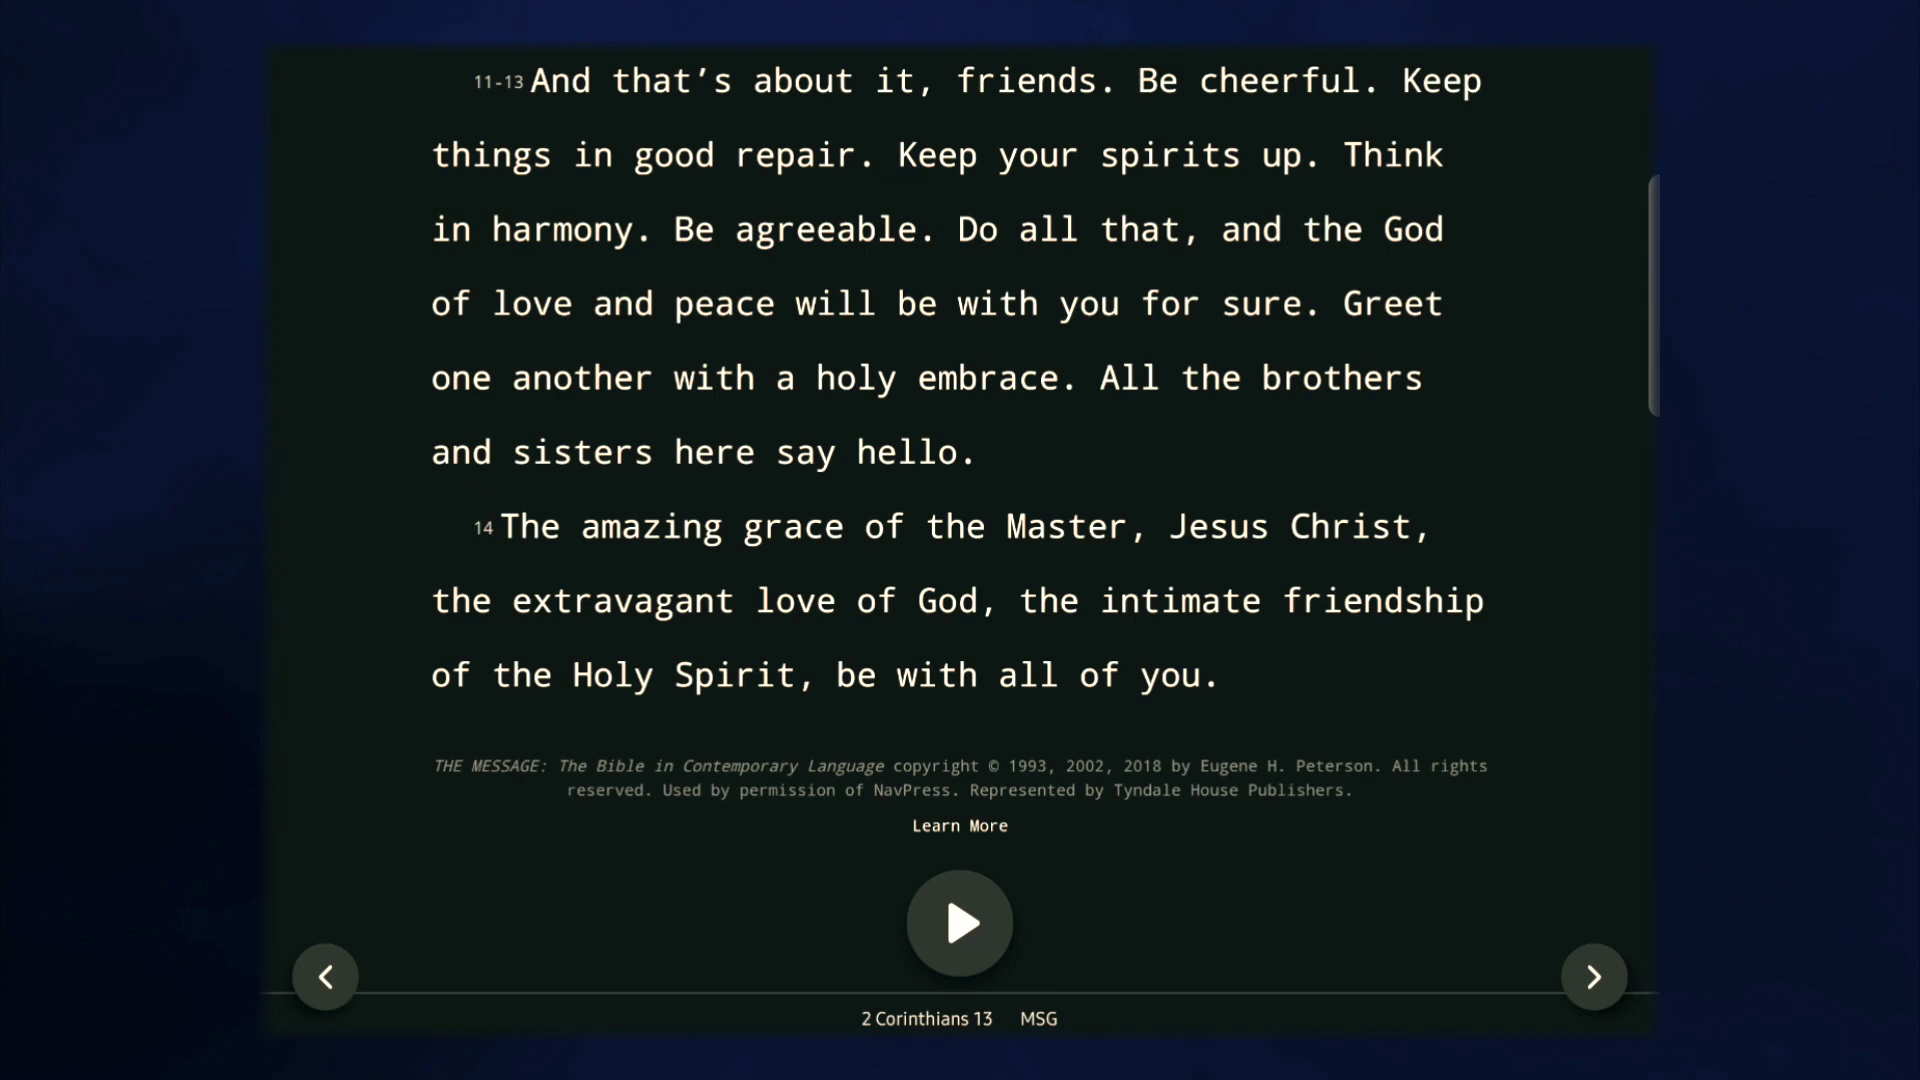 11-13 And that’s about it, friends. Be cheerful. Keep
things in good repair. Keep your spirits up. Think
in harmony. Be agreeable. Do all that, and the God
of love and peace will be with you for sure. Greet
one another with a holy embrace. All the brothers
and sisters here say hello.
14 The amazing grace of the Master, Jesus Christ,
the extravagant love of God, the intimate friendship
of the Holy Spirit, be with all of you.
THE MESSAGE: The Bible in Contemporary Language copyright © 1993, 2002, 2018 by Eugene H. Peterson. All rights
reserved. Used by permission of NavPress. Represented by Tyndale House Publishers.
Learn More
2 Corinthians 13 MSG